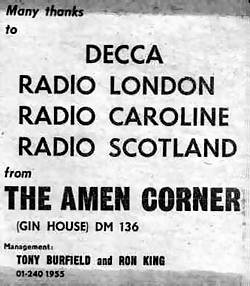 Many thanks
to
DECCA
RADIO LONDON
RADIO CAROLINE
RADIO SCOTLAND
from
THE AMEN CORNER
(GIN HOUSE) DM 136
Management:
TONY BURFIELD and RON KING
01-240 1955